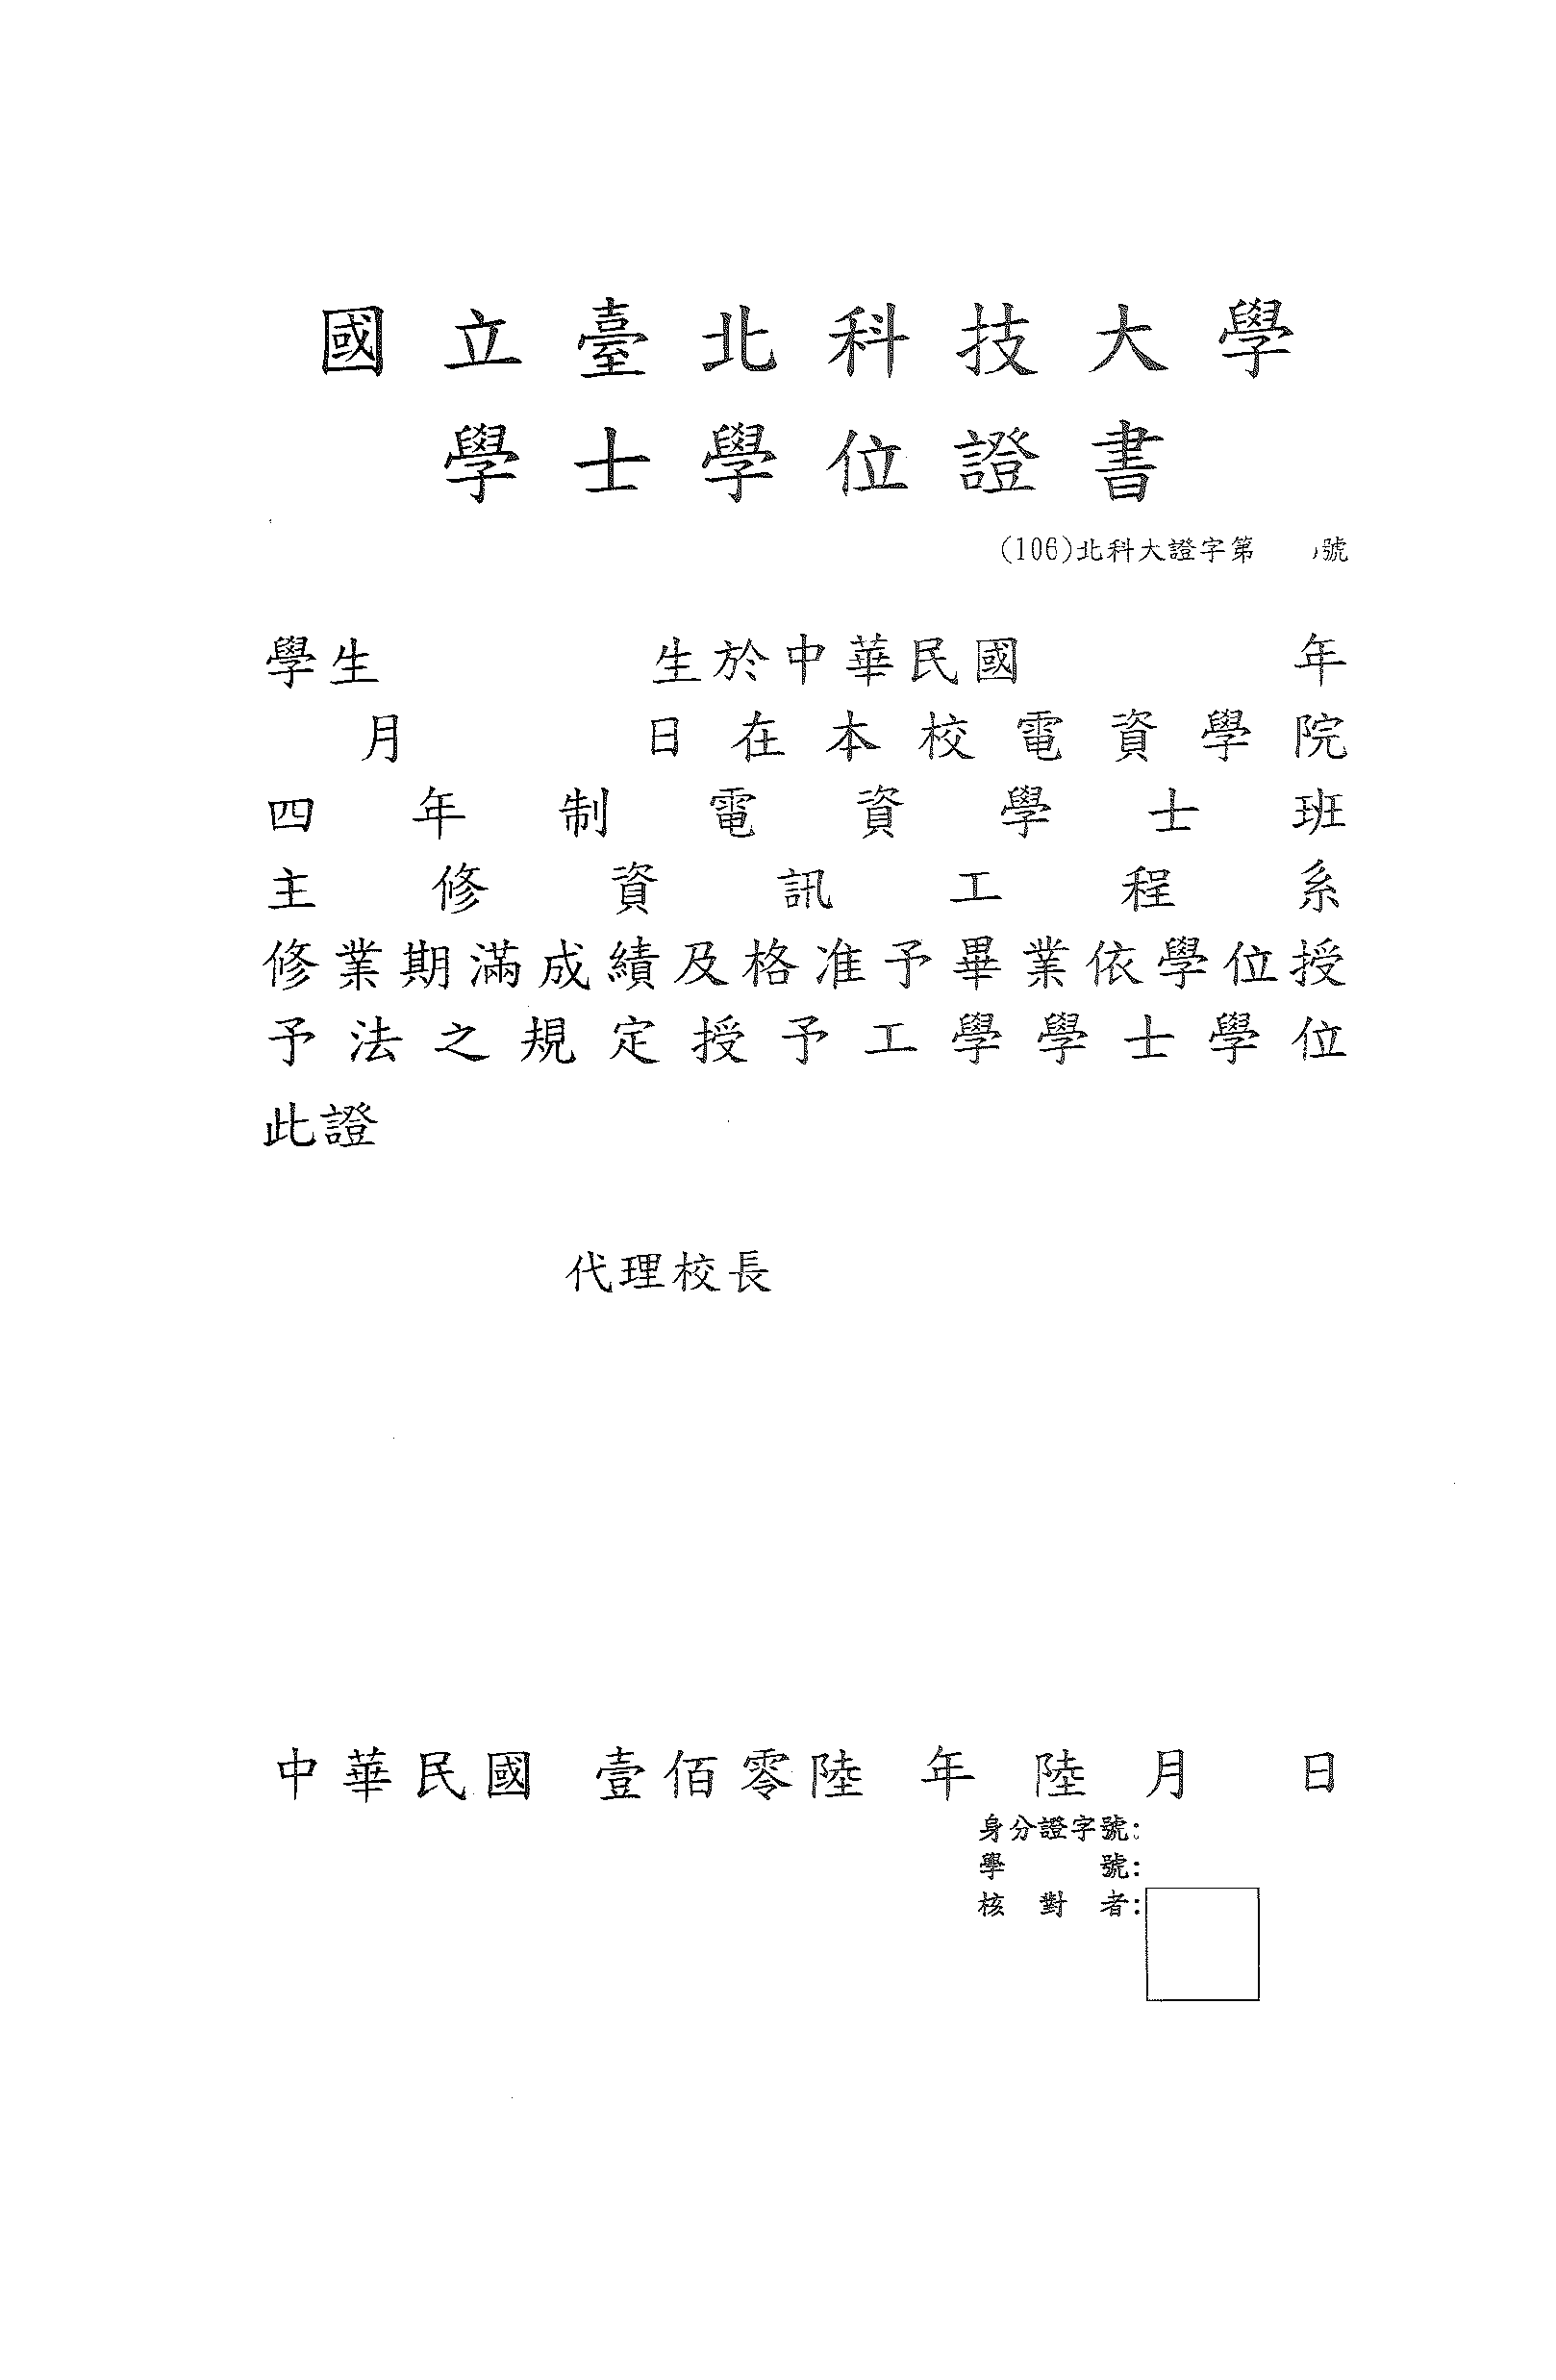 國立臺北科技大學
學士學位證書
(106)北科大證字第 號
學生 生於中華民國 年
月 日在本校電資學院
四年制電資學士班
主修資訊工程系
修業期滿成績及格准予畢業依學位授
予法之規定授予工學學士學位
此證
代理校長
中華民國 壹佰零陸 年 陸 月 日
身分證字號:
學 號:
核 對 者: